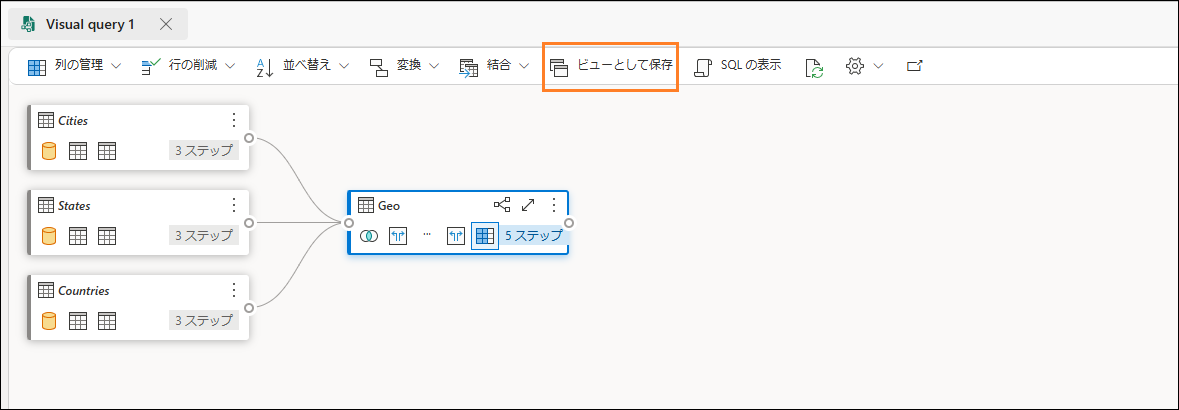 Visual query 1
列の管理 行の削減 並べ替え 変換 結合 ビューとして保存 SQL の表示
Cities
3 ステップ
States
3 ステップ
Geo
5 ステップ
Countries
3 ステップ